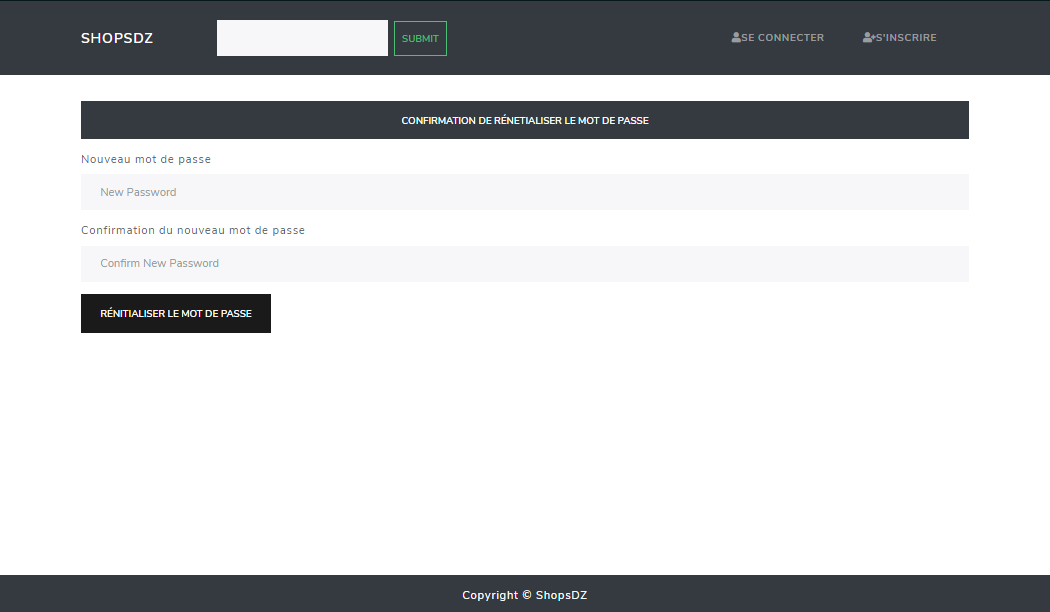 SHOPSDZ
SUBMIT
SE CONNECTER
S'INSCRIRE
CONFIRMATION DE RÉNETIALISER LE MOT DE PASSE
Nouveau mot de passe
New Password
Confirmation du nouveau mot de passe
Confirm New Password
RÉNITIALISER LE MOT DE PASSE
Copyright © ShopsDZ